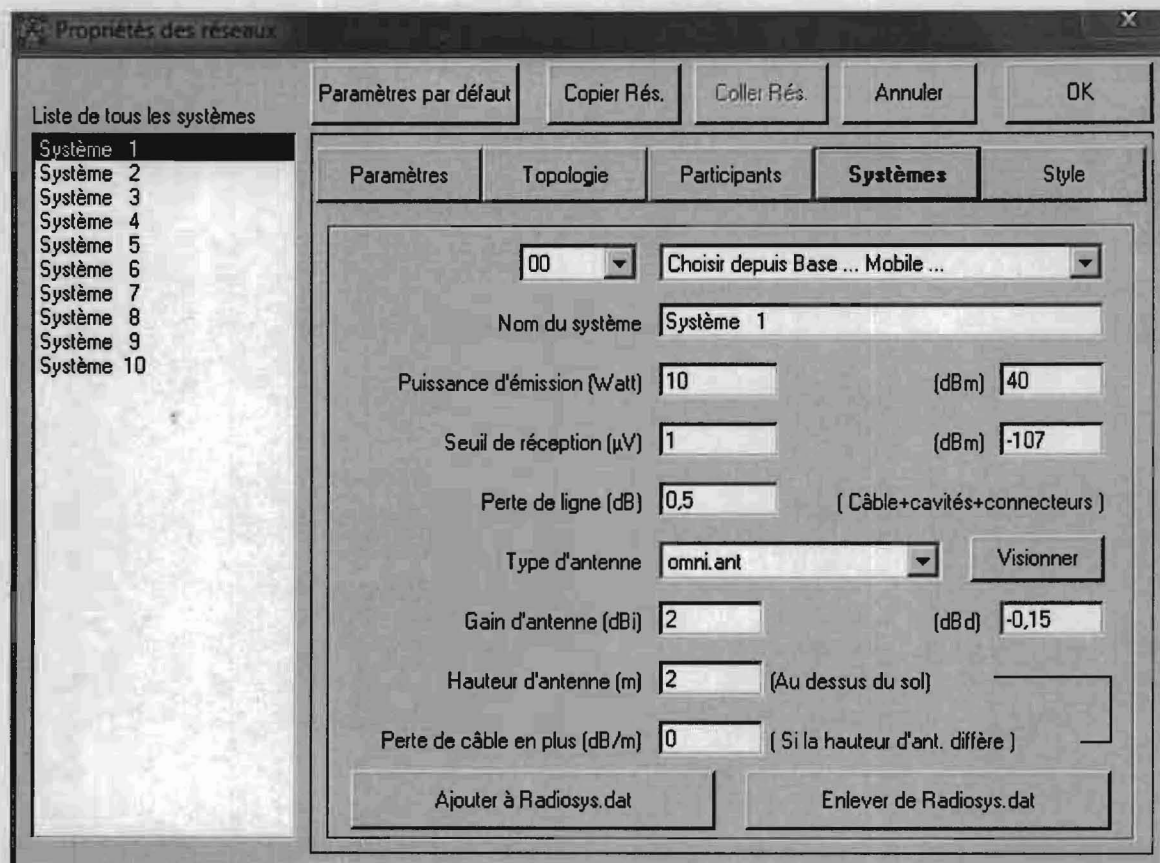 Propriétés des réseaux
X
Paramètres par défaut
Copier Rés.
Coller Rés.
Annuler
OK
Liste de tous les systèmes
Système 1
Système 2
Système 3
Système 4
Système 5
Système 6
Système 7
Système 8
Système 9
Système 10
Paramètres
Topologie
Participants
Systèmes
Style
00
Choisir depuis Base ... Mobile ...
Nom du système
Système 1
Puissance d'émission (Watt)
10
(dBm)
40
Seuil de réception (µV)
1
(dBm)
-107
Perte de ligne (dB)
0,5
( Câble+cavités+connecteurs )
Type d'antenne
omni.ant
Visionner
Gain d'antenne (dBi)
2
(dBd)
-0,15
Hauteur d'antenne (m)
2
(Au dessus du sol)
Perte de câble en plus (dB/m)
0
( Si la hauteur d'ant. diffère )
Ajouter à Radiosys.dat
Enlever de Radiosys.dat